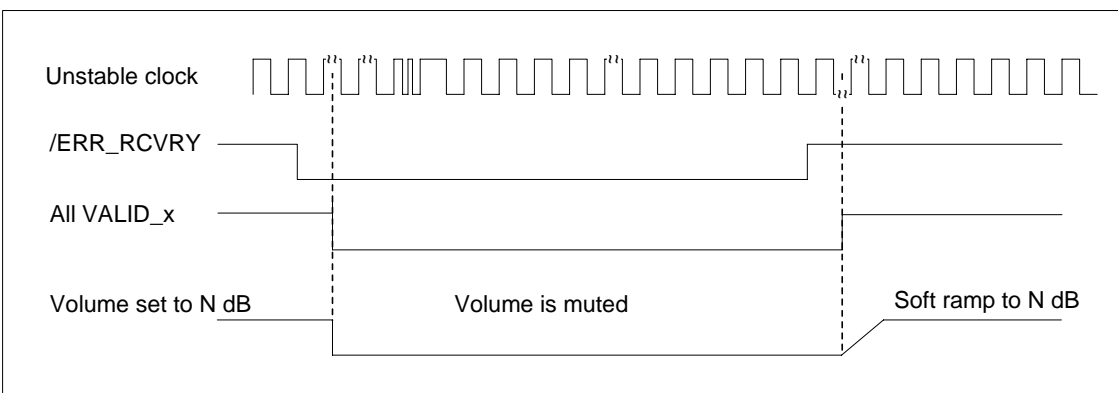 Unstable clock
/ERR_RCVRY
All VALID_x
Volume set to N dB
Volume is muted
Soft ramp to N dB